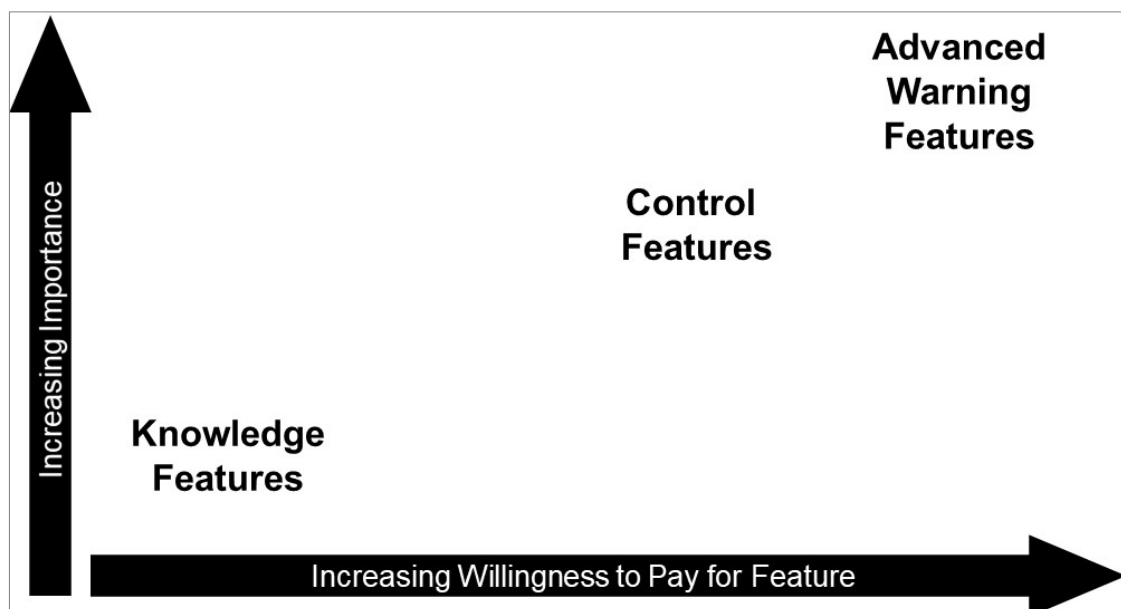 Advanced
Warning
Features
Control
Features
Knowledge
Features
Increasing Importance
Increasing Willingness to Pay for Feature